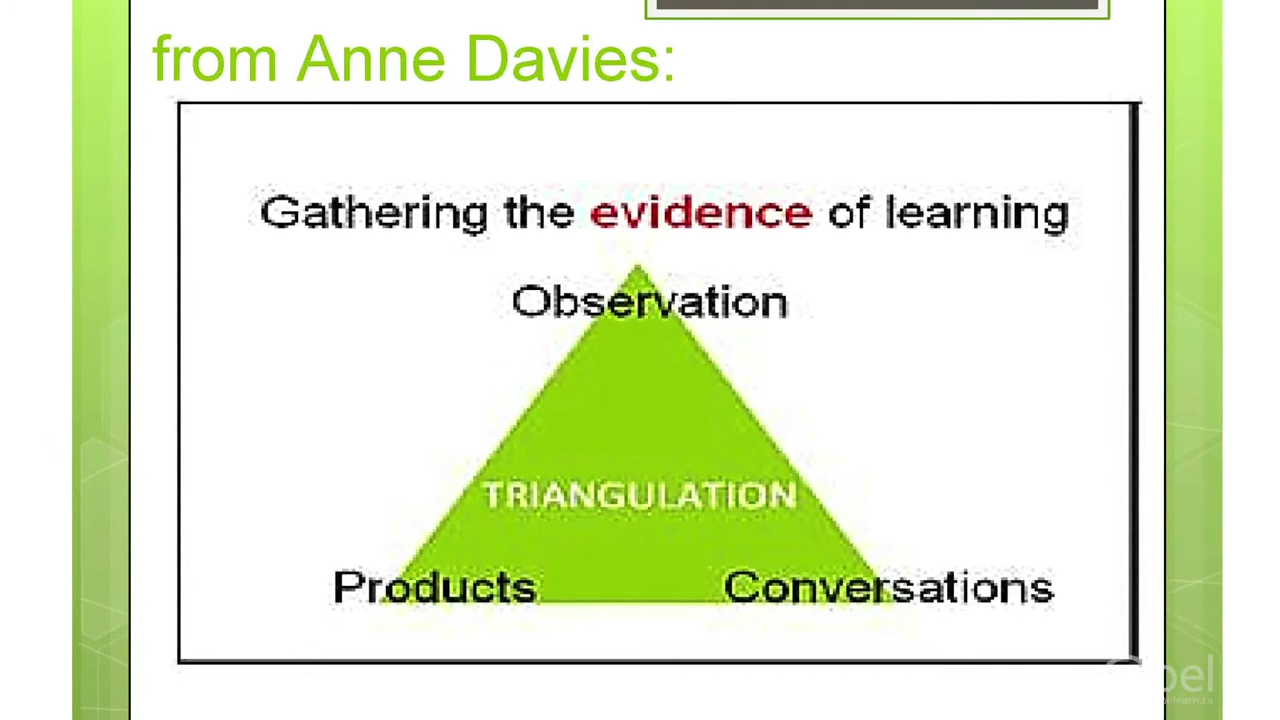 from Anne Davies:
Gathering the evidence of learning
Observation
TRIANGULATION
Products Conversations